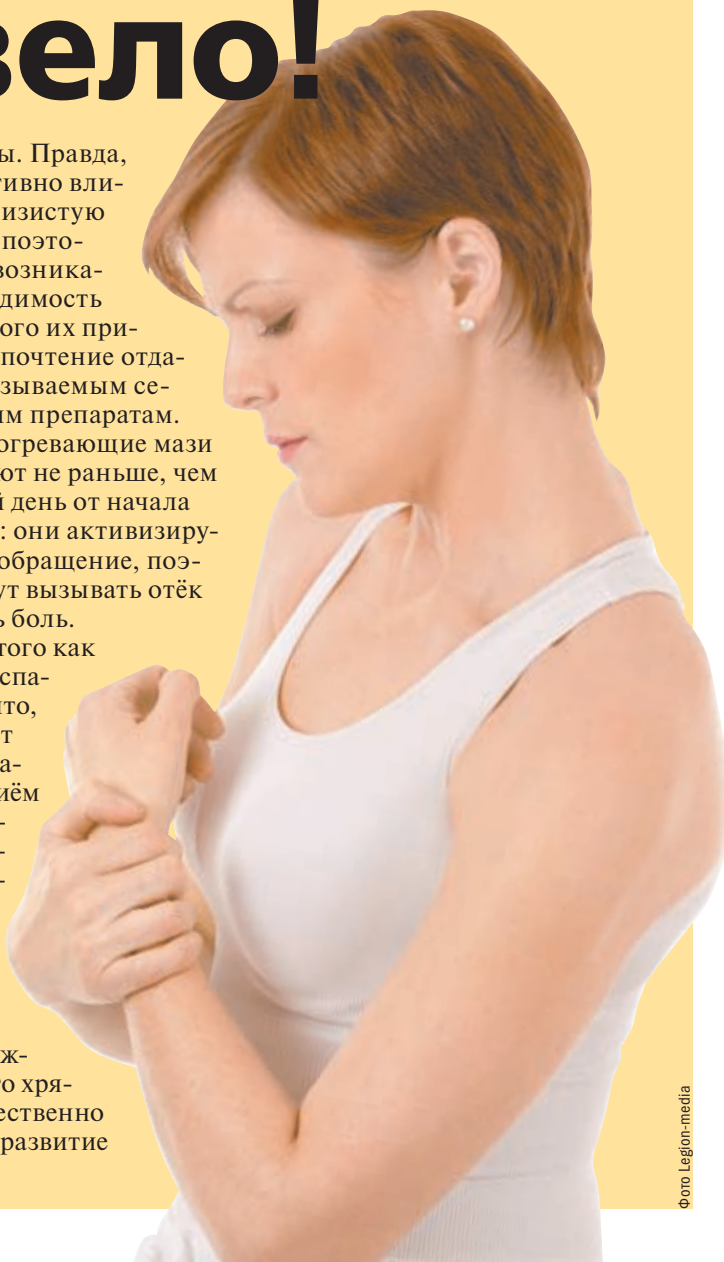 вело!
ы. Правда,
тивно вли-
изистую
поэто-
возника-
димость
ого их при-
почтение отда-
зываемым се-
им препаратам.
огревающие мази
ют не раньше, чем
й день от начала
: они активизиру-
обращение, поэ-
ут вызывать отёк
ь боль.
того как
спа-
что,
т
а-
иём
-
-
-
ж-
о хря-
ественно
развитие
Фото Legion-media